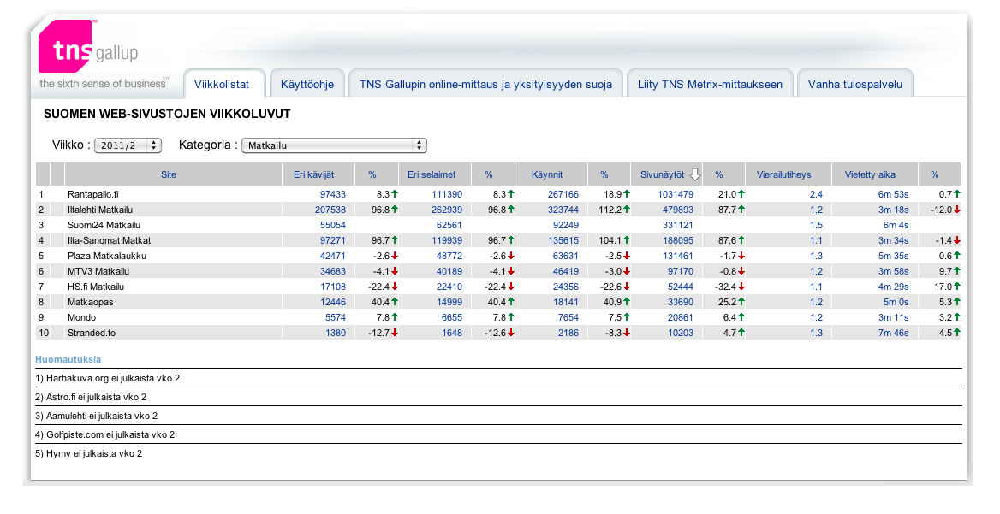 tns gallup™
the sixth sense of business™
Viikkolistat Käyttöohje TNS Gallupin online-mittaus ja yksityisyyden suoja Liity TNS Metrix-mittaukseen Vanha tulospalvelu
SUOMEN WEB-SIVUSTOJEN VIIKKOLUVUT
Viikko : 2011/2 Kategoria : Matkailu
Site Eri kävijät % Eri selaimet % Käynnit % Sivunäytöt % Vierailutiheys Vietetty aika %
1 Rantapallo.fi 97433 8.3 111390 8.3 267166 18.9 1031479 21.0 2.4 6m 53s 0.7
2 Iltalehti Matkailu 207538 96.8 262939 96.8 323744 112.2 479893 87.7 1.2 3m 18s -12.0
3 Suomi24 Matkailu 55054 62561 92249 331121 1.5 6m 4s
4 Ilta-Sanomat Matkat 97271 96.7 119939 96.7 135615 104.1 188095 87.6 1.1 3m 34s -1.4
5 Plaza Matkalaukku 42471 -2.6 48772 -2.6 63631 -2.5 131461 -1.7 1.3 5m 35s 0.6
6 MTV3 Matkailu 34683 -4.1 40189 -4.1 46419 -3.0 97170 -0.8 1.2 3m 58s 9.7
7 HS.fi Matkailu 17108 -22.4 22410 -22.4 24356 -22.6 52444 -32.4 1.1 4m 29s 17.0
8 Matkaopas 12446 40.4 14999 40.4 18141 40.9 33690 25.2 1.2 5m 0s 5.3
9 Mondo 5574 7.8 6655 7.8 7654 7.5 20861 6.4 1.2 3m 11s 3.2
10 Stranded.to 1380 -12.7 1648 -12.6 2186 -8.3 10203 4.7 1.3 7m 46s 4.5
Huomautuksia
1) Harhakuva.org ei julkaista vko 2
2) Astro.fi ei julkaista vko 2
3) Aamulehti ei julkaista vko 2
4) Golfpiste.com ei julkaista vko 2
5) Hymy ei julkaista vko 2